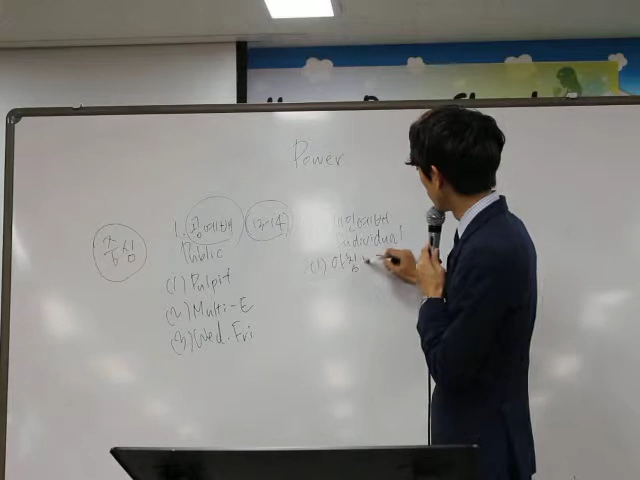 Power
중심
1. 공예배
Public
(1) Pulpit
(2) Multi-E
(3) Wed. Fri
개인예배
individual
(1) 아침